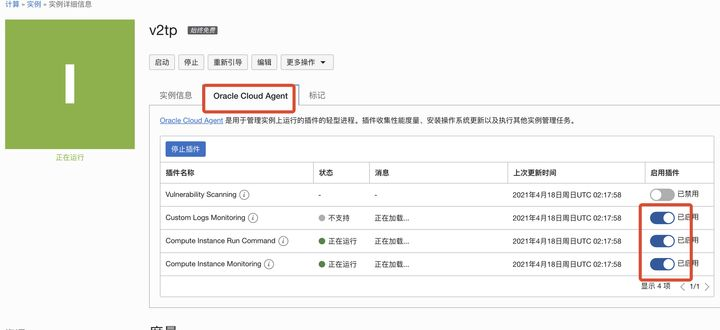 计算 » 实例 » 实例详细信息
v2tp 始终免费
启动 停止 重新引导 编辑 更多操作
正在运行
实例信息 Oracle Cloud Agent 标记
Oracle Cloud Agent 是用于管理实例上运行的插件的轻型进程。插件收集性能度量、安装操作系统更新以及执行其他实例管理任务。
停止插件
插件名称 状态 消息 上次更新时间 启用插件
Vulnerability Scanning - - 2021年4月18日周日UTC 02:17:58 已禁用
Custom Logs Monitoring 不支持 正在加载... 2021年4月18日周日UTC 02:17:58 已启用
Compute Instance Run Command 正在运行 正在加载... 2021年4月18日周日UTC 02:17:58 已启用
Compute Instance Monitoring 正在运行 正在加载... 2021年4月18日周日UTC 02:17:58 已启用
显示 4 项 1/1